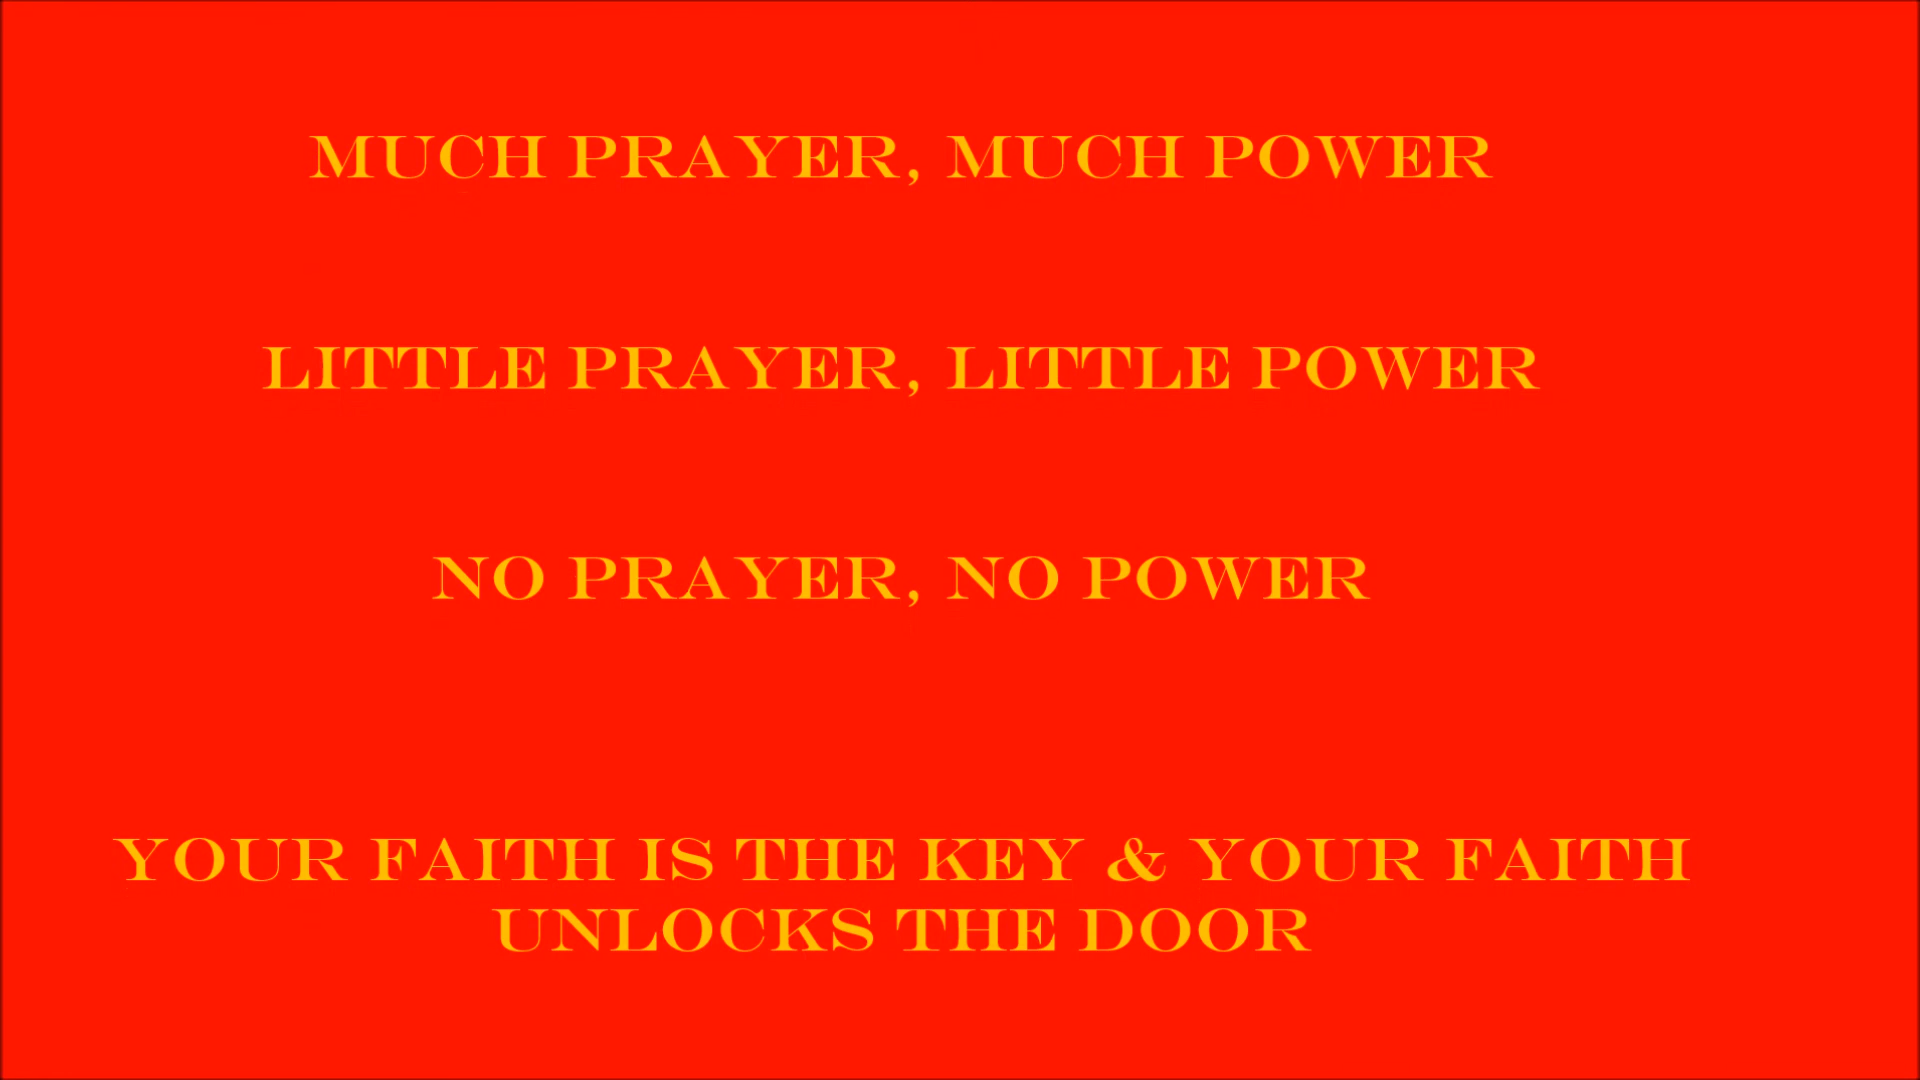 MUCH PRAYER, MUCH POWER
LITTLE PRAYER, LITTLE POWER
NO PRAYER, NO POWER
YOUR FAITH IS THE KEY & YOUR FAITH
UNLOCKS THE DOOR